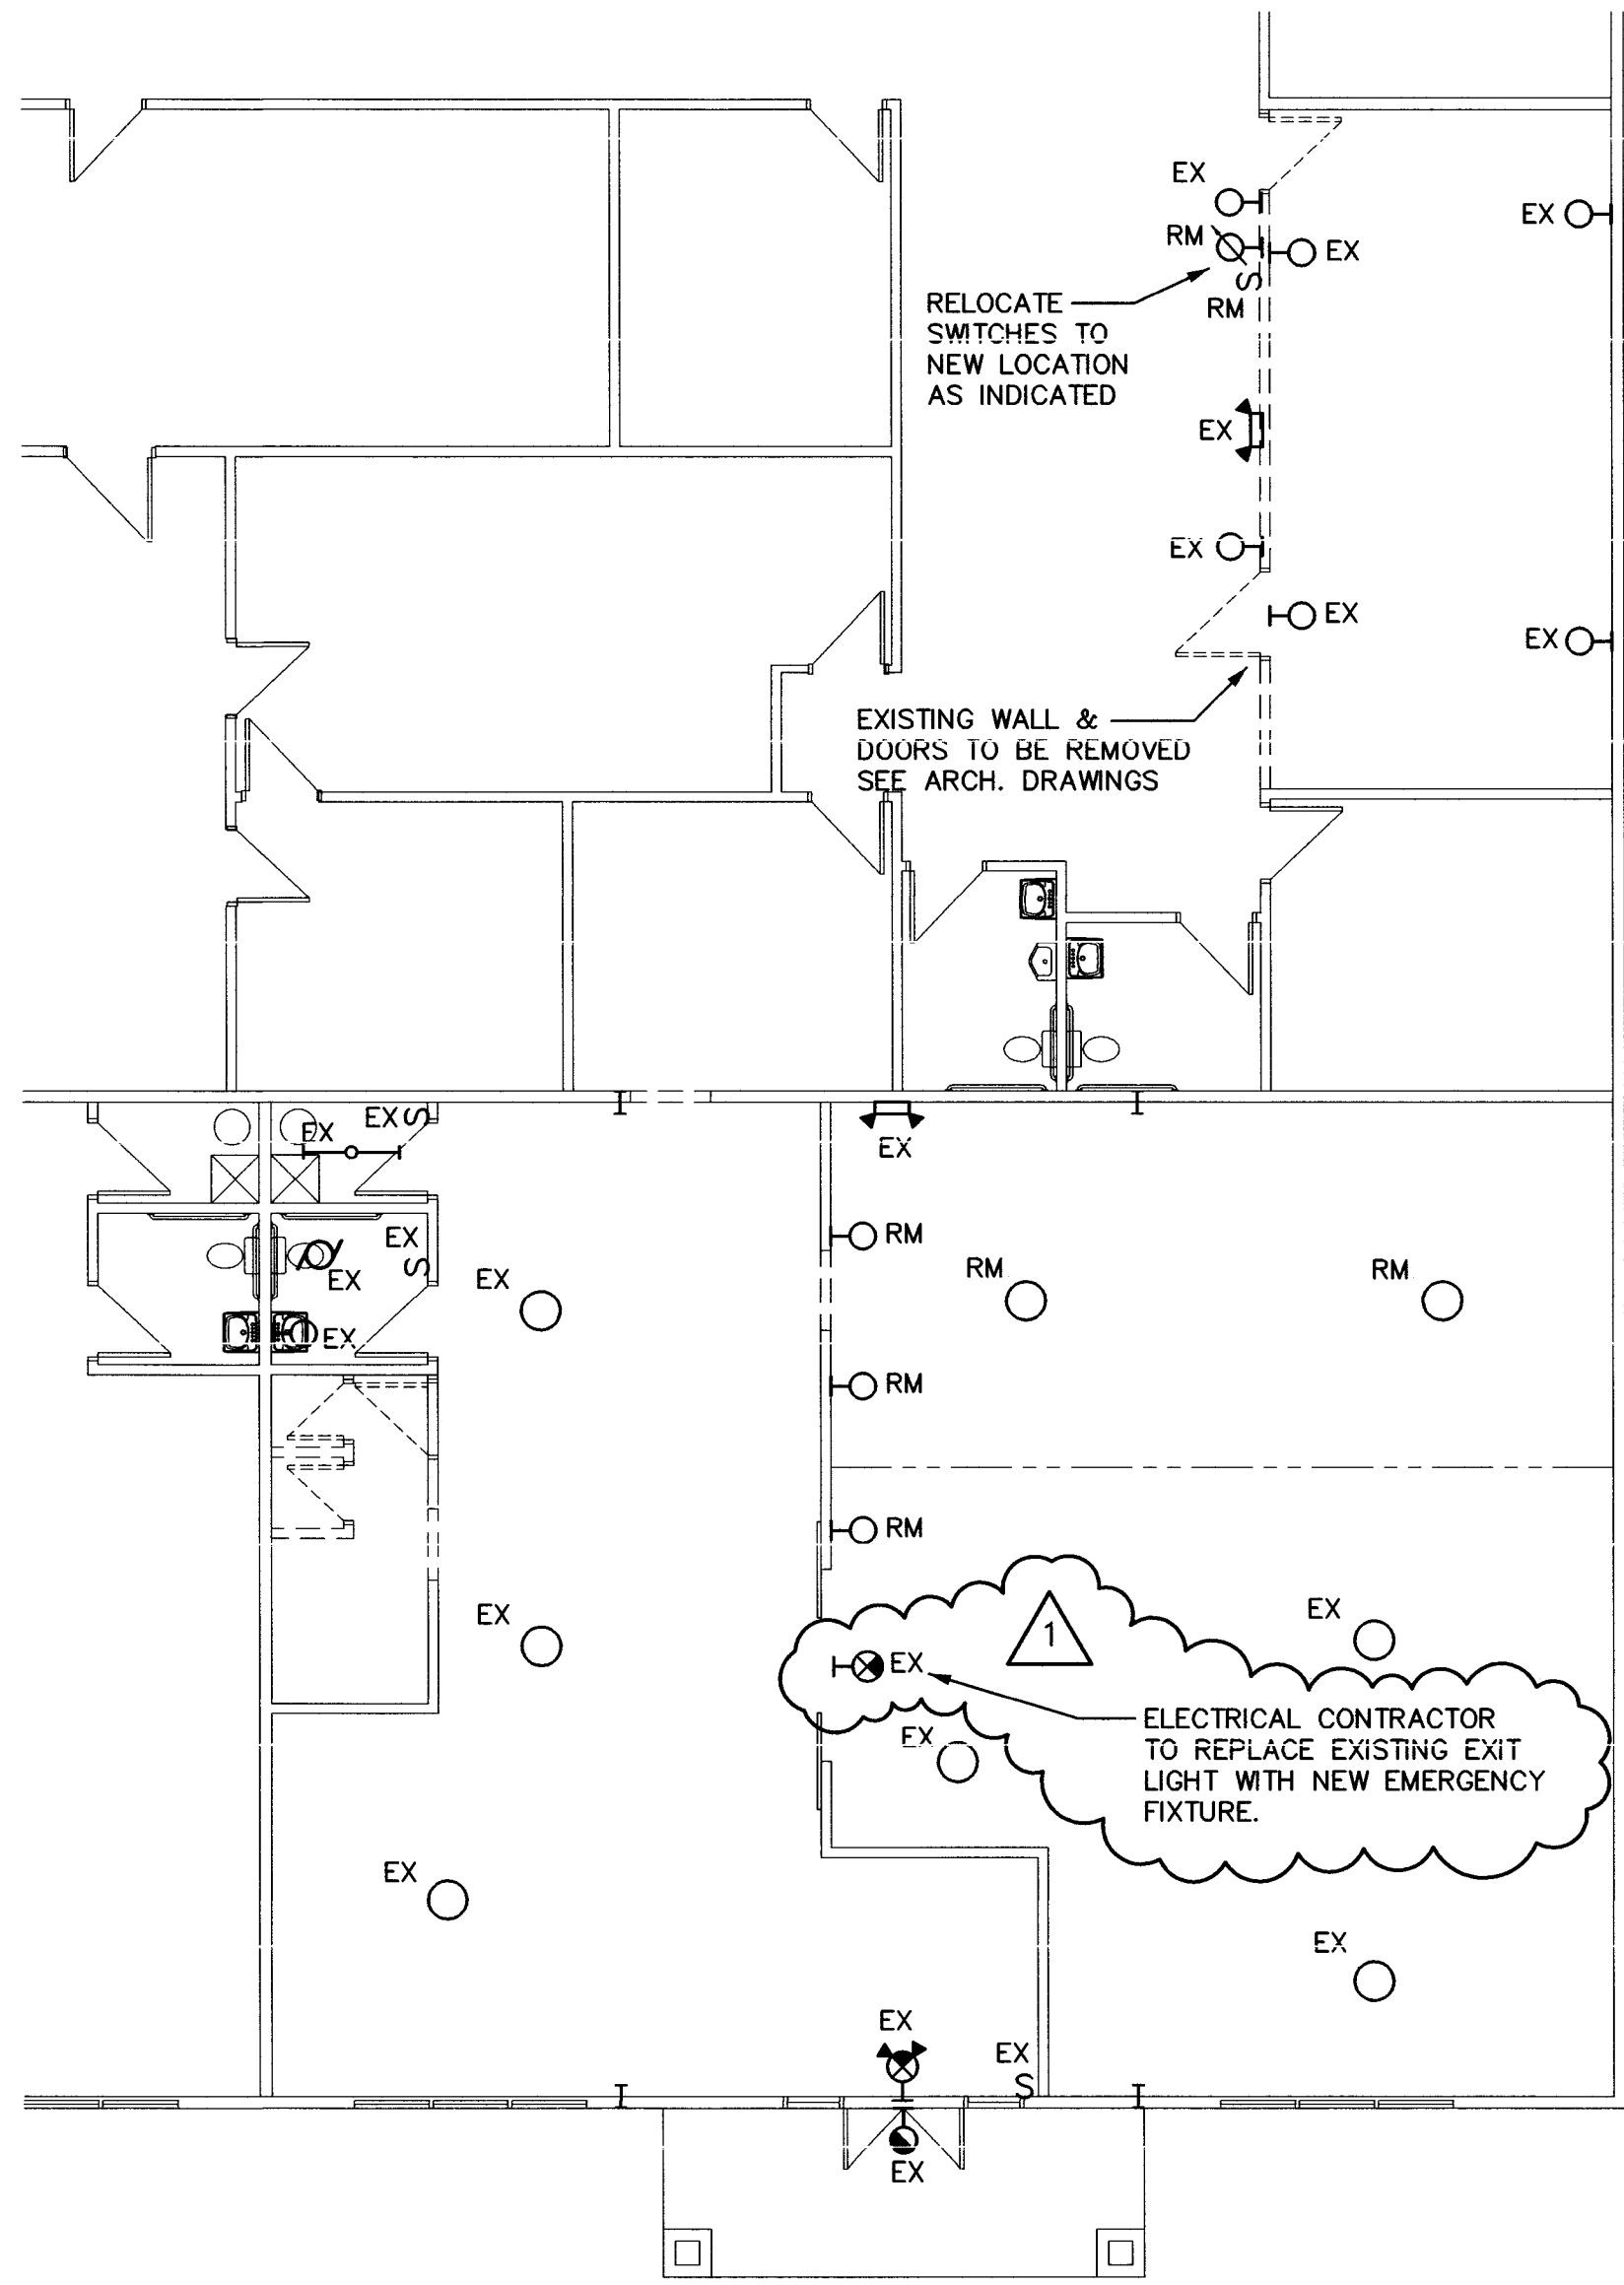 EX
EX
RM
EX
S
RM
RELOCATE
SWITCHES TO
NEW LOCATION
AS INDICATED
EX
EX
EX
EX
EXISTING WALL &
DOORS TO BE REMOVED
SEE ARCH. DRAWINGS
EX
S
EX
EX
RM
EX
S
EX
EX
RM
RM
EX
RM
RM
EX
EX
1
EX
ELECTRICAL CONTRACTOR
TO REPLACE EXISTING EXIT
LIGHT WITH NEW EMERGENCY
FIXTURE.
EX
EX
EX
EX
EX
S
EX